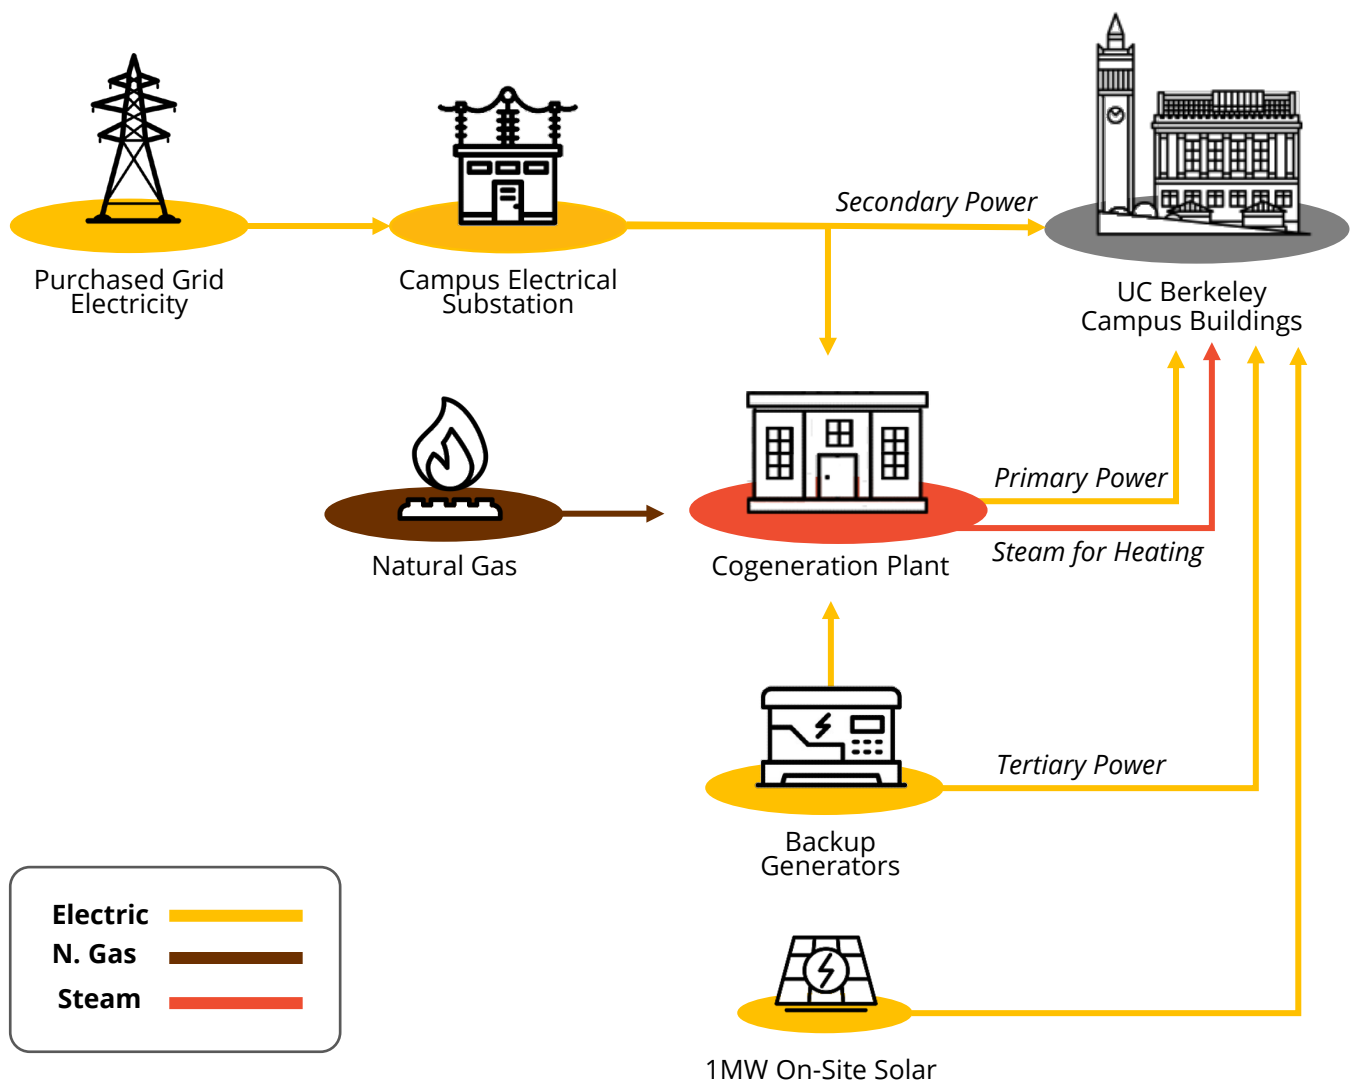 Secondary Power
Purchased Grid
Electricity
Campus Electrical
Substation
UC Berkeley
Campus Buildings
Natural Gas
Cogeneration Plant
Primary Power
Steam for Heating
Tertiary Power
Backup
Generators
Electric
N. Gas
Steam
1MW On-Site Solar